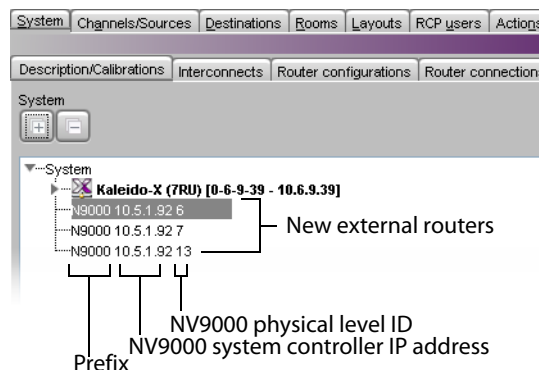 System Channels/Sources Destinations Rooms Layouts RCP users Actions
Description/Calibrations Interconnects Router configurations Router connection
System
System
Kaleido-X (7RU) [0-6-9-39 - 10.6.9.39]
N9000 10.5.1.92 6
N9000 10.5.1.92 7
New external routers
N9000 10.5.1.92 13
NV9000 physical level ID
NV9000 system controller IP address
Prefix